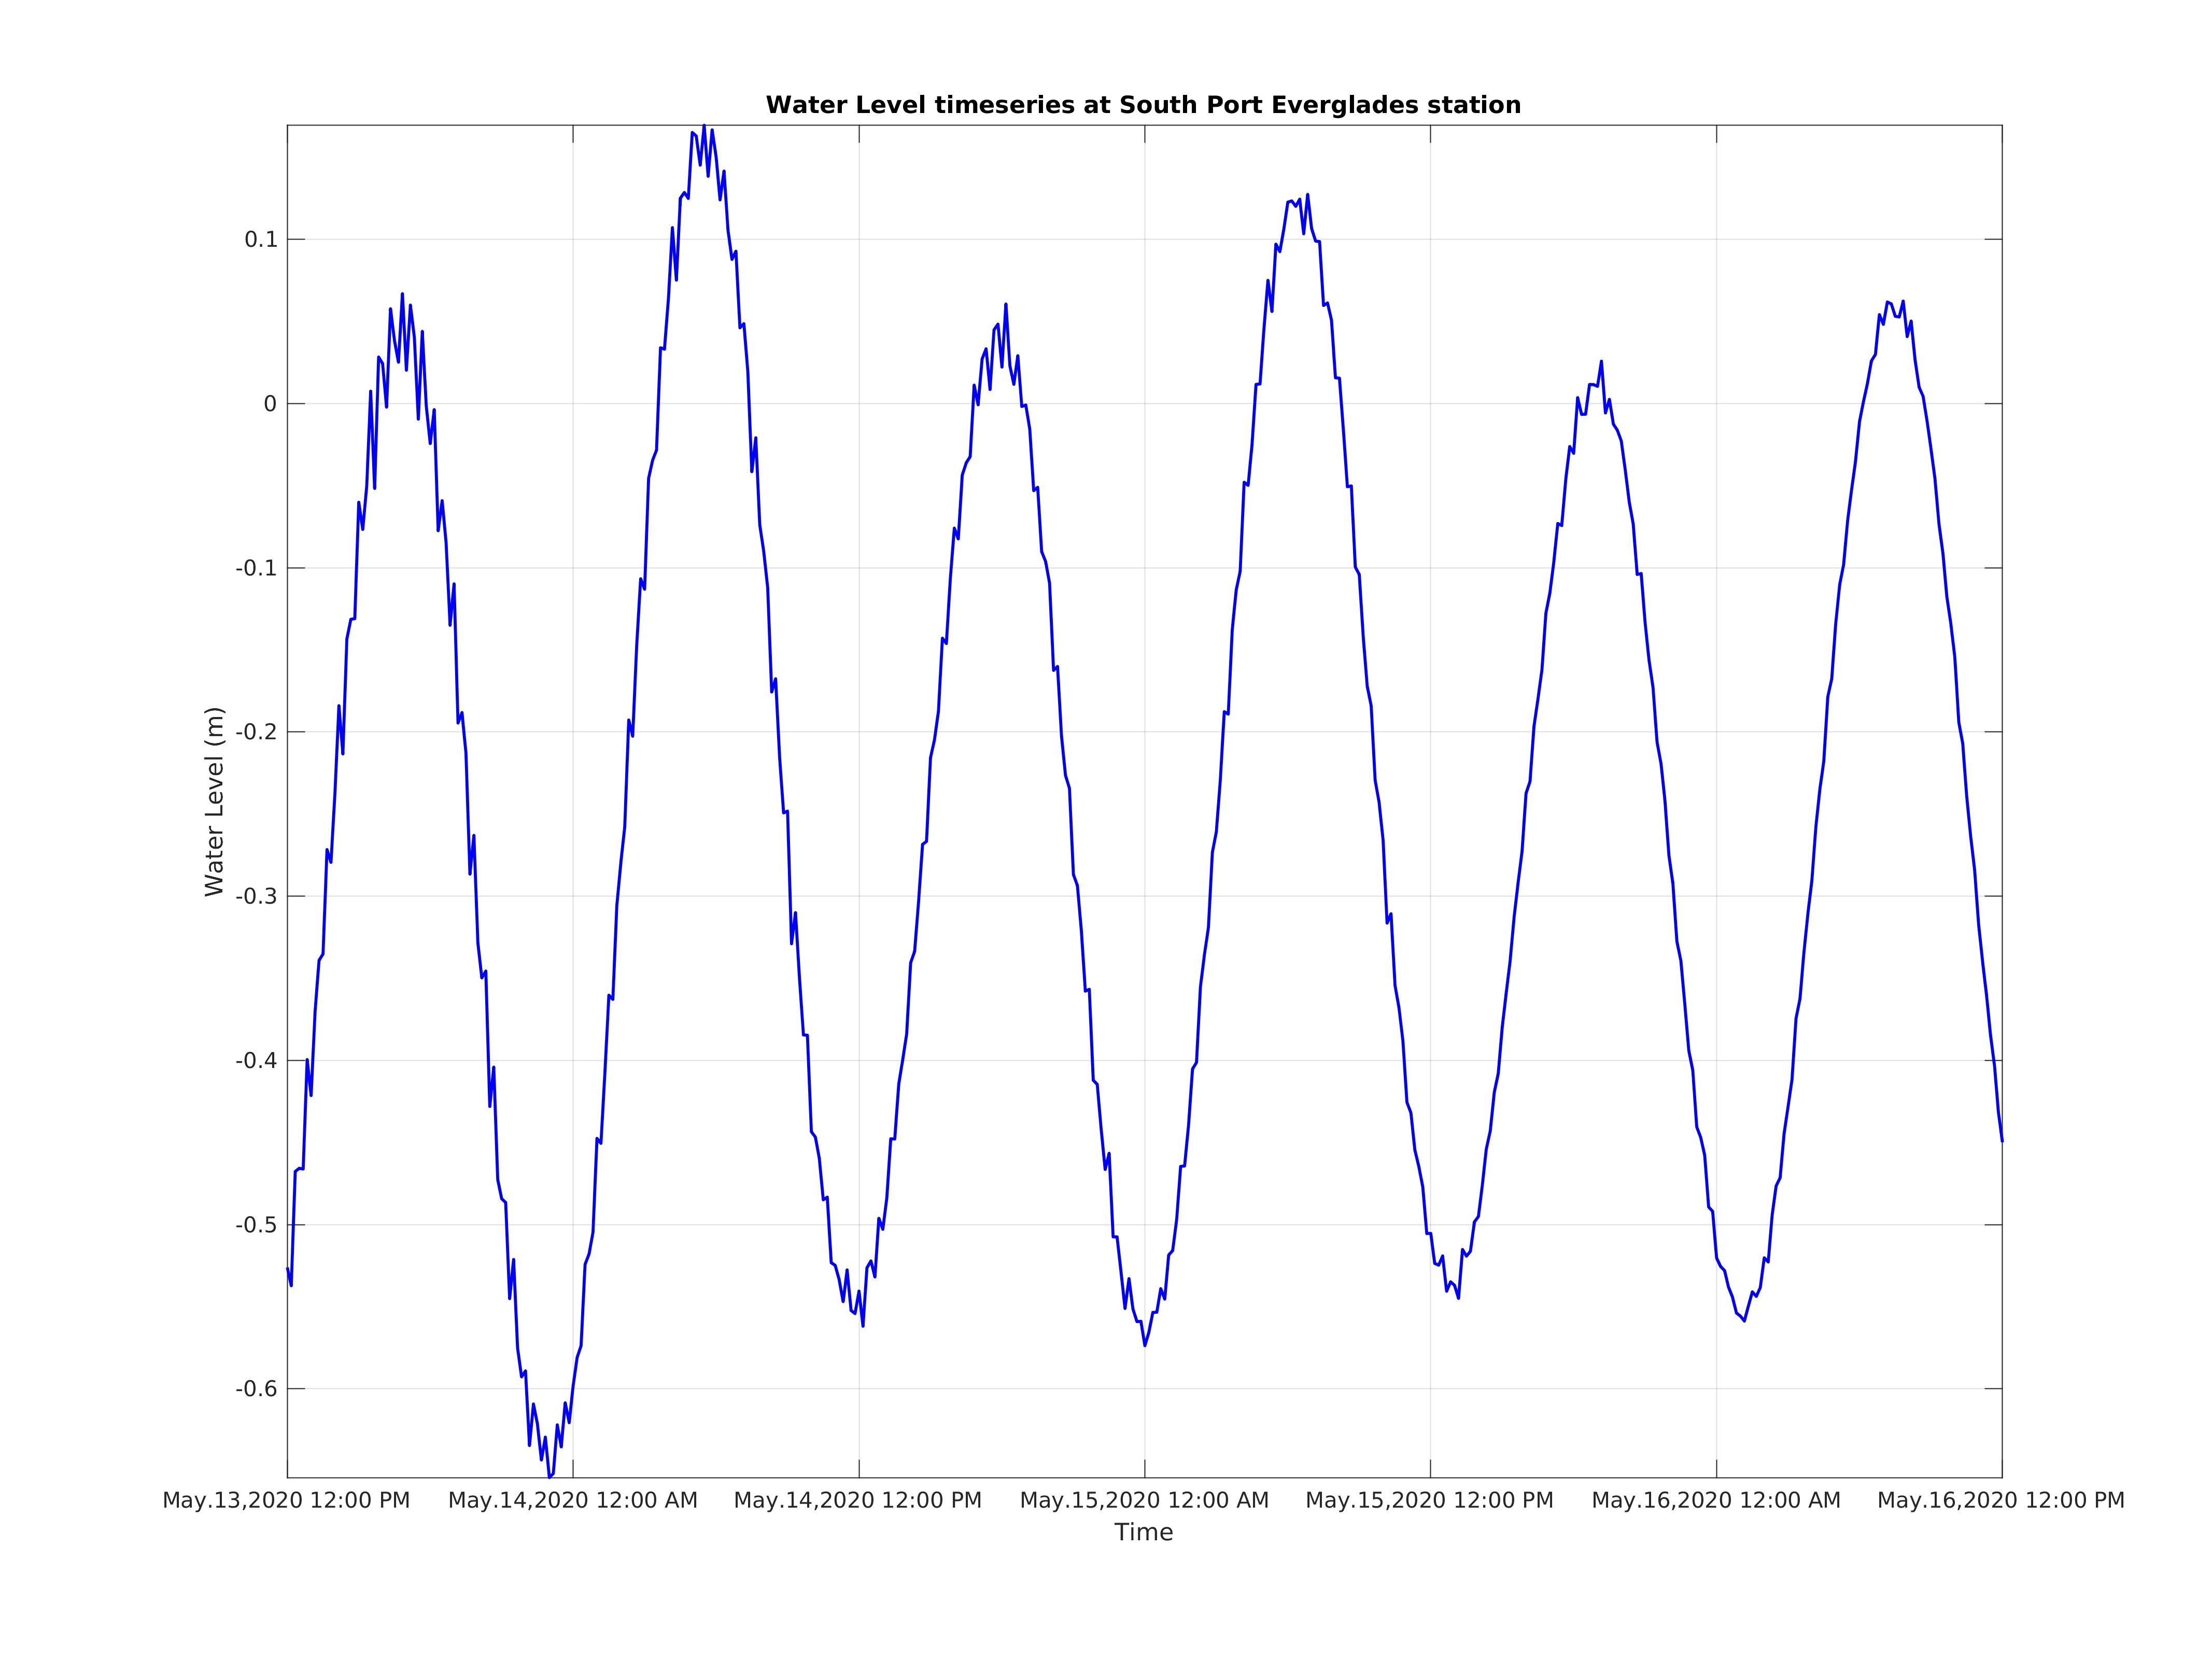 Water Level timeseries at South Port Everglades station
Water Level (m)
0.1
0
-0.1
-0.2
-0.3
-0.4
-0.5
-0.6
May.13,2020 12:00 PM
May.14,2020 12:00 AM
May.14,2020 12:00 PM
May.15,2020 12:00 AM
May.15,2020 12:00 PM
May.16,2020 12:00 AM
May.16,2020 12:00 PM
Time